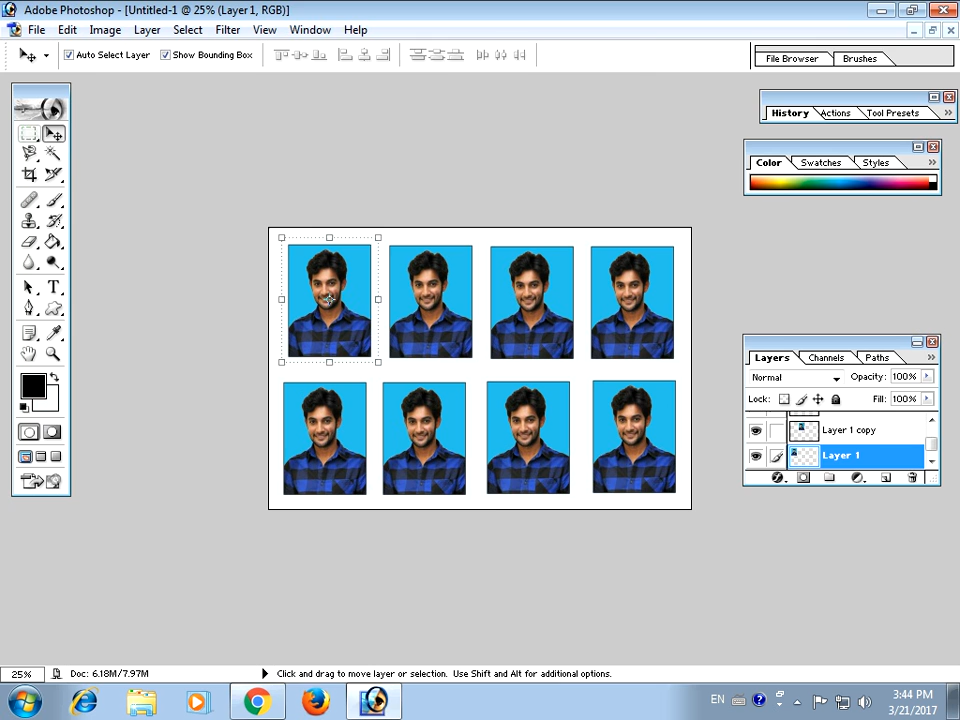 Adobe Photoshop - [Untitled-1 @ 25% (Layer 1, RGB)]
File Edit Image Layer Select Filter View Window Help
Auto Select Layer Show Bounding Box
File Browser Brushes
History Actions Tool Presets
Color Swatches Styles
Layers Channels Paths
Normal Opacity: 100%
Lock: Fill: 100%
Layer 1 copy
Layer 1
25% Doc: 6.18M/7.97M Click and drag to move layer or selection. Use Shift and Alt for additional options.
EN
3:44 PM
3/21/2017